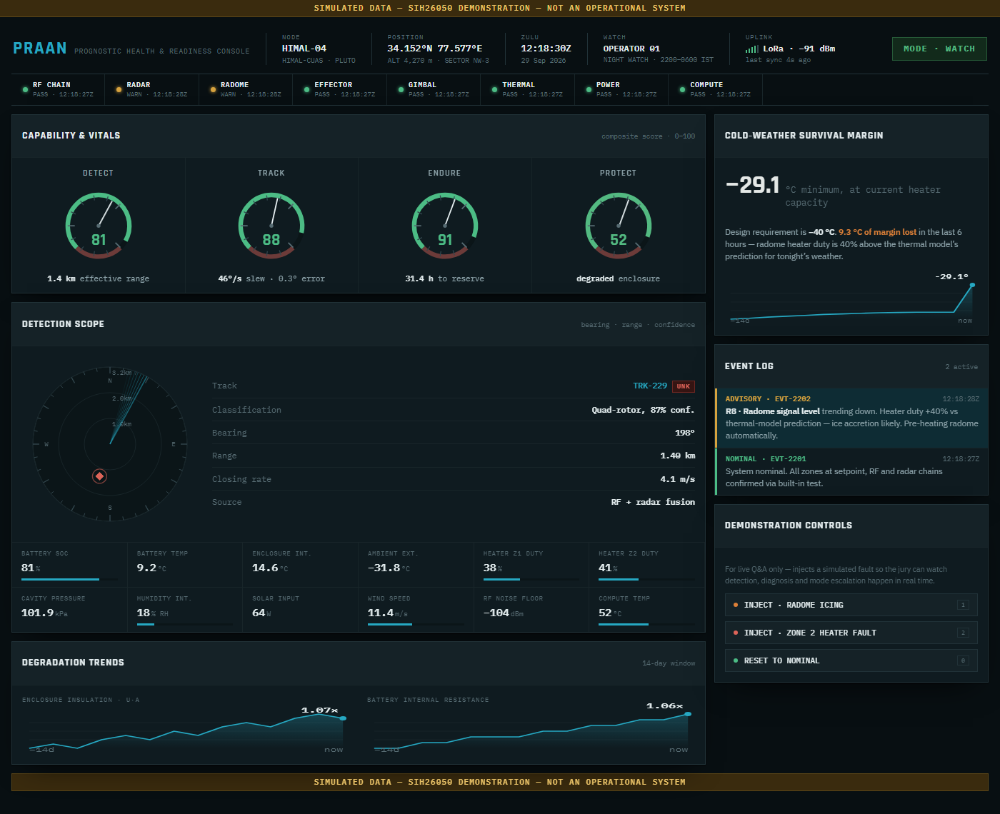 SIMULATED DATA — SIH26050 DEMONSTRATION — NOT AN OPERATIONAL SYSTEM
PRAAN PROGNOSTIC HEALTH & READINESS CONSOLE
NODE
HIMAL-04
HIMAL-CUAS · PLUTO
POSITION
34.152°N 77.577°E
ALT 4,270 m · SECTOR NW-3
ZULU
12:18:30Z
29 Sep 2026
WATCH
OPERATOR 01
NIGHT WATCH · 2200–0600 IST
UPLINK
LoRa · −91 dBm
last sync 4s ago
MODE · WATCH
RF CHAIN
PASS · 12:18:27Z
RADAR
WARN · 12:18:28Z
RADOME
WARN · 12:18:28Z
EFFECTOR
PASS · 12:18:27Z
GIMBAL
PASS · 12:18:27Z
THERMAL
PASS · 12:18:27Z
POWER
PASS · 12:18:27Z
COMPUTE
PASS · 12:18:27Z
CAPABILITY & VITALS
composite score · 0–100
DETECT
81
1.4 km effective range
TRACK
88
46°/s slew · 0.3° error
ENDURE
91
31.4 h to reserve
PROTECT
52
degraded enclosure
DETECTION SCOPE
bearing · range · confidence
3.2km
N
2.0km
1.0km
W
E
S
Track TRK-229 UNK
Classification Quad-rotor, 87% conf.
Bearing 198°
Range 1.40 km
Closing rate 4.1 m/s
Source RF + radar fusion
BATTERY SOC
81%
BATTERY TEMP
9.2°C
ENCLOSURE INT.
14.6°C
AMBIENT EXT.
−31.8°C
HEATER Z1 DUTY
38%
HEATER Z2 DUTY
41%
CAVITY PRESSURE
101.9kPa
HUMIDITY INT.
18% RH
SOLAR INPUT
64W
WIND SPEED
11.4m/s
RF NOISE FLOOR
−104dBm
COMPUTE TEMP
52°C
DEGRADATION TRENDS
14-day window
ENCLOSURE INSULATION · U·A
1.07×
−14d
now
BATTERY INTERNAL RESISTANCE
1.06×
−14d
now
COLD-WEATHER SURVIVAL MARGIN
−29.1 °C minimum, at current heater
capacity
Design requirement is −40 °C. 9.3 °C of margin lost in the last 6
hours — radome heater duty is 40% above the thermal model's
prediction for tonight's weather.
-29.1°
−14d
now
EVENT LOG
2 active
ADVISORY · EVT-2202 12:18:28Z
R8 · Radome signal level trending down. Heater duty +40% vs
thermal-model prediction — ice accretion likely. Pre-heating radome
automatically.
NOMINAL · EVT-2201 12:18:27Z
System nominal. All zones at setpoint, RF and radar chains
confirmed via built-in test.
DEMONSTRATION CONTROLS
For live Q&A only — injects a simulated fault so the jury can watch
detection, diagnosis and mode escalation happen in real time.
INJECT · RADOME ICING 1
INJECT · ZONE 2 HEATER FAULT 2
RESET TO NOMINAL 0
SIMULATED DATA — SIH26050 DEMONSTRATION — NOT AN OPERATIONAL SYSTEM